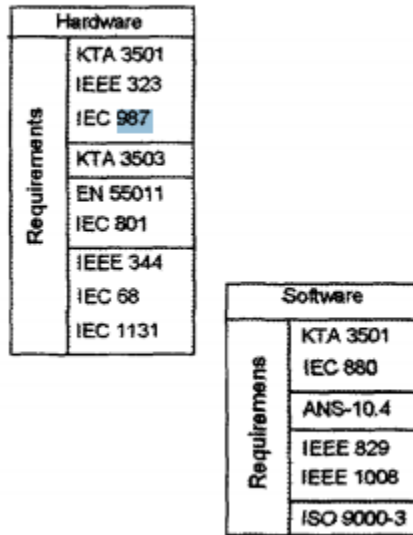 Hardware
Requirements
KTA 3501
IEEE 323
IEC 987
KTA 3503
EN 55011
IEC 801
IEEE 344
IEC 68
IEC 1131
Software
Requiremens
KTA 3501
IEC 880
ANS-10.4
IEEE 829
IEEE 1008
ISO 9000-3